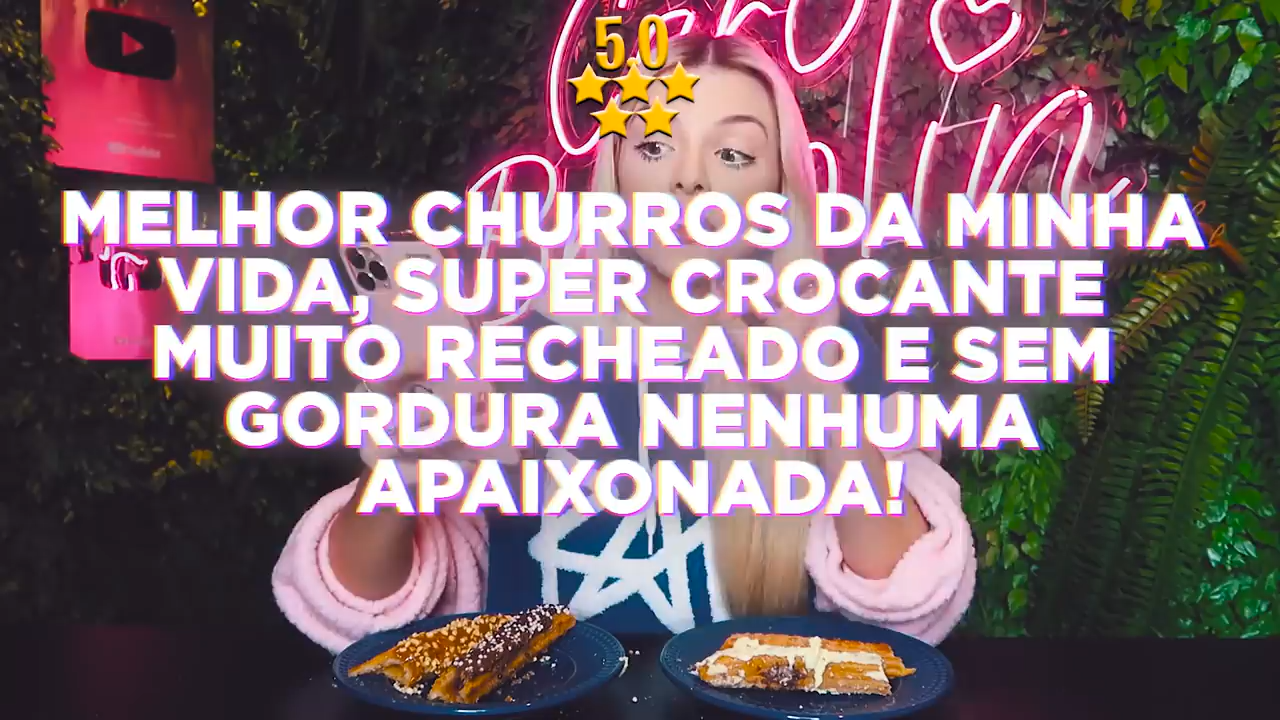 5.0
MELHOR CHURROS DA MINHA
VIDA, SUPER CROCANTE
MUITO RECHEADO E SEM
GORDURA NENHUMA
APAIXONADA!